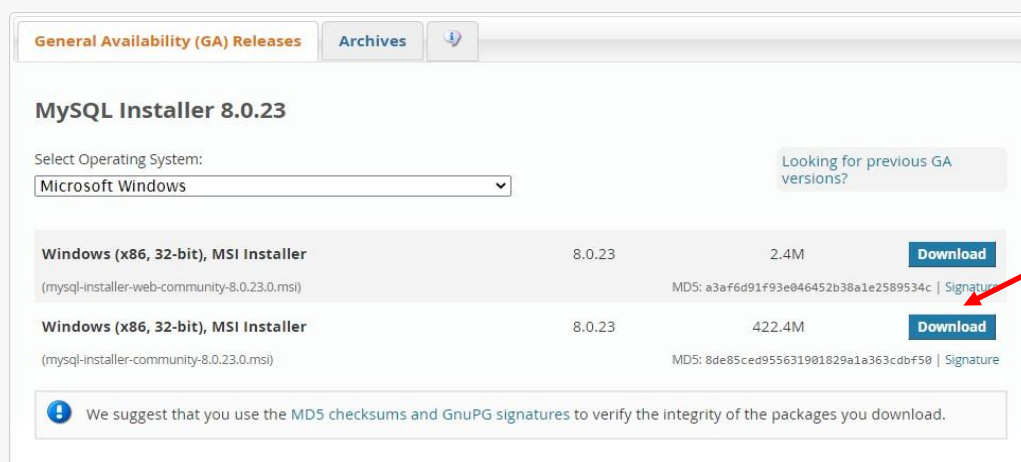 General Availability (GA) Releases Archives
MySQL Installer 8.0.23
Select Operating System:
Looking for previous GA
versions?
Microsoft Windows
Windows (x86, 32-bit), MSI Installer 8.0.23 2.4M Download
(mysql-installer-web-community-8.0.23.0.msi) MD5: a3af6d91f93e046452b38a1e2589534c | Signature
Windows (x86, 32-bit), MSI Installer 8.0.23 422.4M Download
(mysql-installer-community-8.0.23.0.msi) MD5: 8de85ced955631901829a1a363cdbf50 | Signature
We suggest that you use the MD5 checksums and GnuPG signatures to verify the integrity of the packages you download.